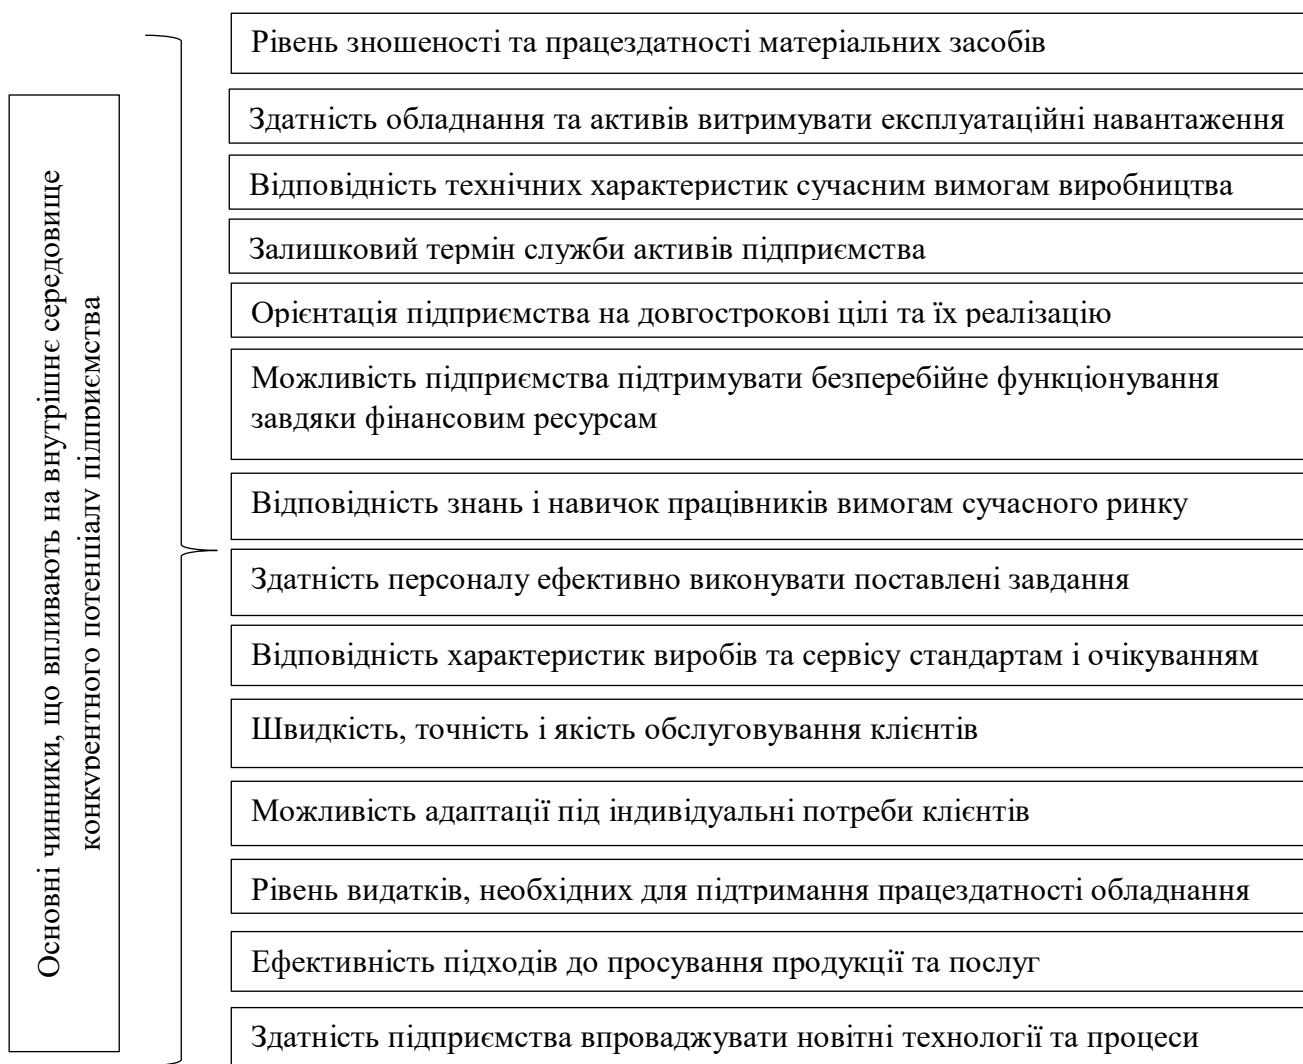 Основні чинники, що впливають на внутрішнє середовище
конкурентного потенціалу підприємства
Рівень зношеності та працездатності матеріальних засобів
Здатність обладнання та активів витримувати експлуатаційні навантаження
Відповідність технічних характеристик сучасним вимогам виробництва
Залишковий термін служби активів підприємства
Орієнтація підприємства на довгострокові цілі та їх реалізацію
Можливість підприємства підтримувати безперебійне функціонування
завдяки фінансовим ресурсам
Відповідність знань і навичок працівників вимогам сучасного ринку
Здатність персоналу ефективно виконувати поставлені завдання
Відповідність характеристик виробів та сервісу стандартам і очікуванням
Швидкість, точність і якість обслуговування клієнтів
Можливість адаптації під індивідуальні потреби клієнтів
Рівень видатків, необхідних для підтримання працездатності обладнання
Ефективність підходів до просування продукції та послуг
Здатність підприємства впроваджувати новітні технології та процеси